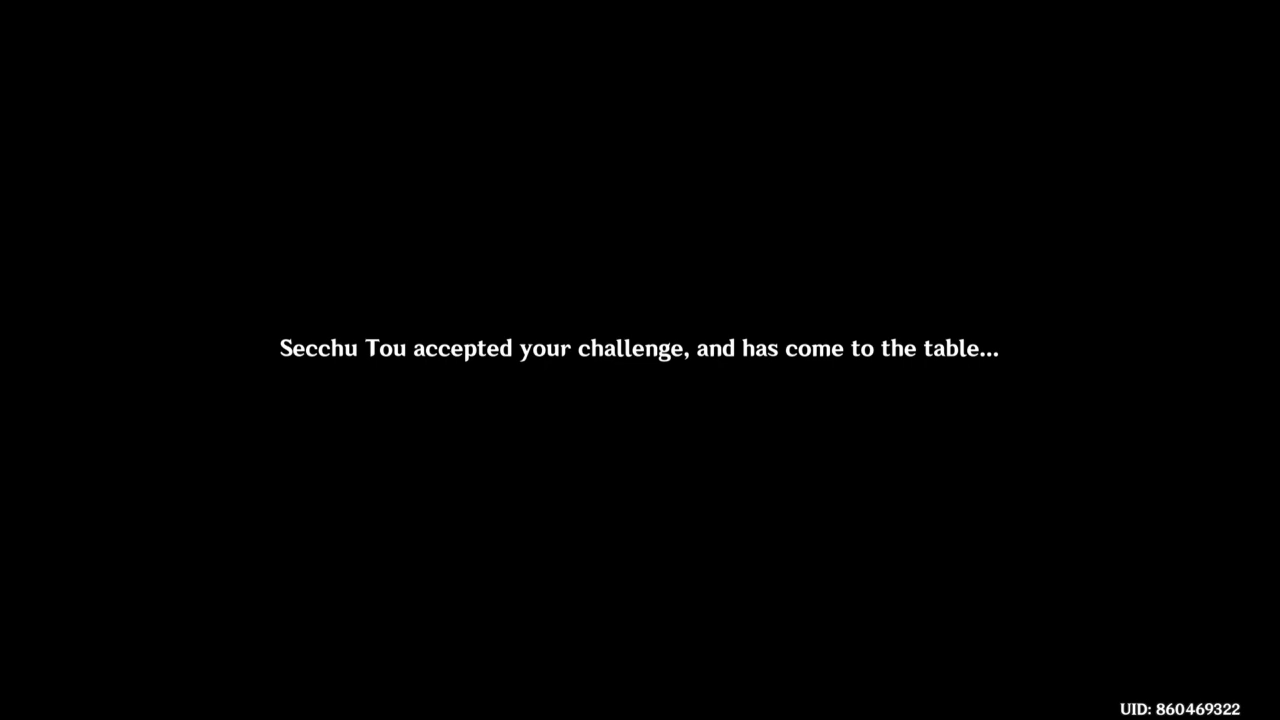 Secchu Tou accepted your challenge, and has come to the table...
UID: 860469322